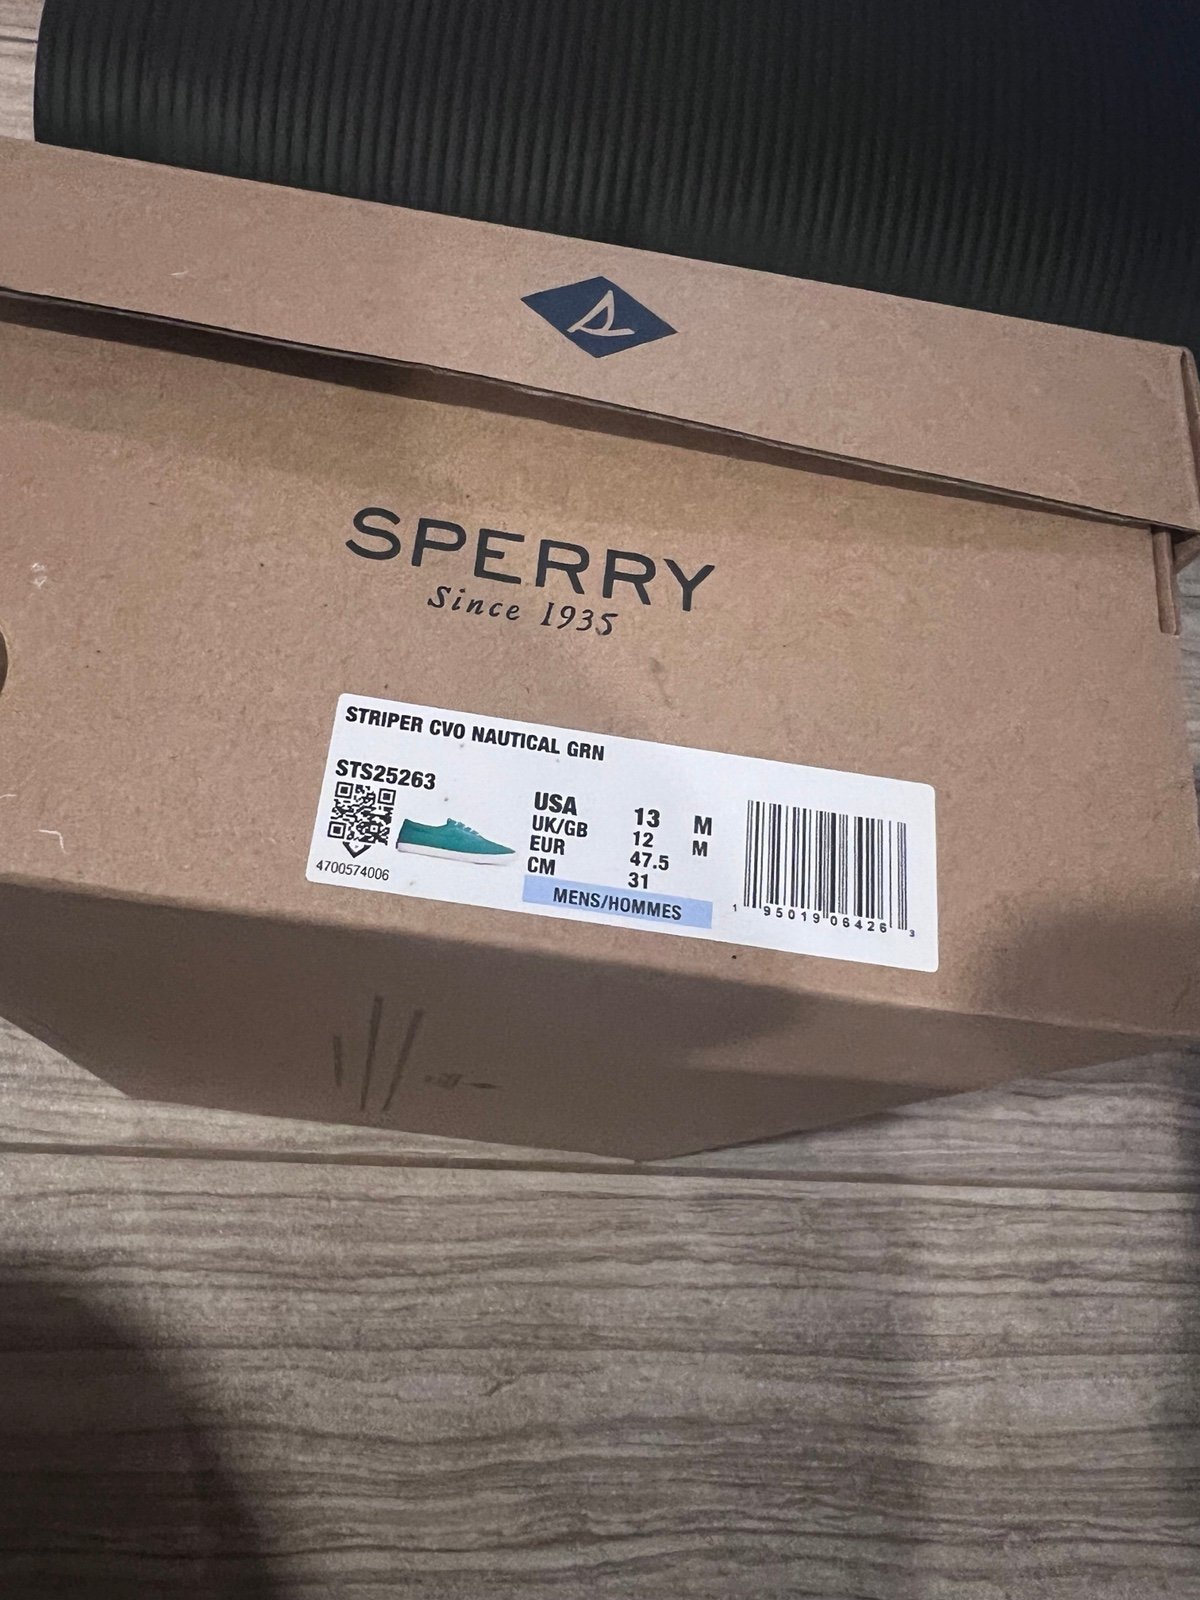 SPERRY
Since 1935
STRIPER CVO NAUTICAL GRN
STS25263
4700574006
USA 13 M
UK/GB 12 M
EUR 47.5
CM 31
MENS/HOMMES
1 95019 06426 3